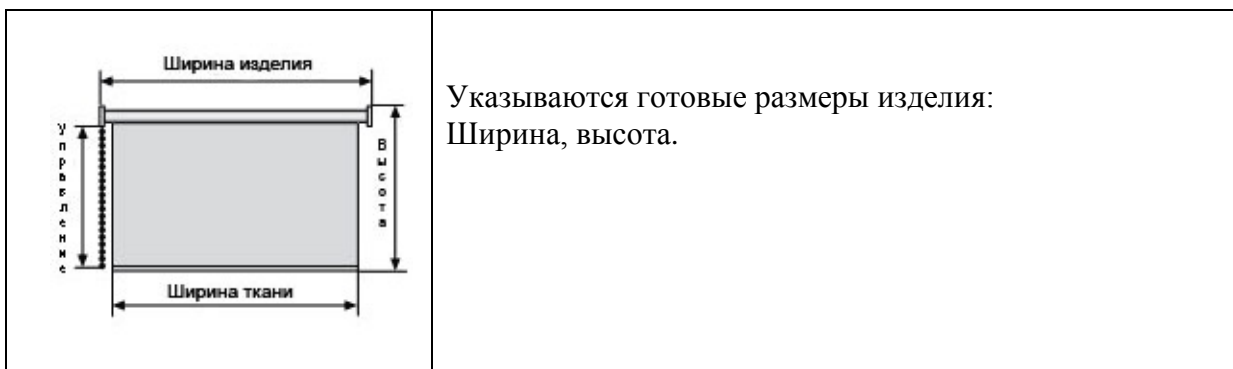 Ширина изделия
Управление
Высота
Ширина ткани
Указываются готовые размеры изделия:
Ширина, высота.